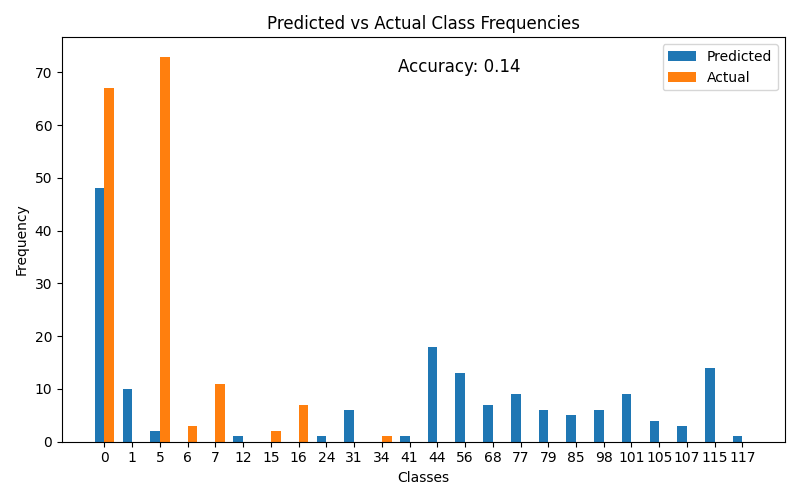 Predicted vs Actual Class Frequencies
Accuracy: 0.14
Predicted
Actual
Frequency
70
60
50
40
30
20
10
0
0 1 5 6 7 12 15 16 24 31 34 41 44 56 68 77 79 85 98 101 105 107 115 117
Classes